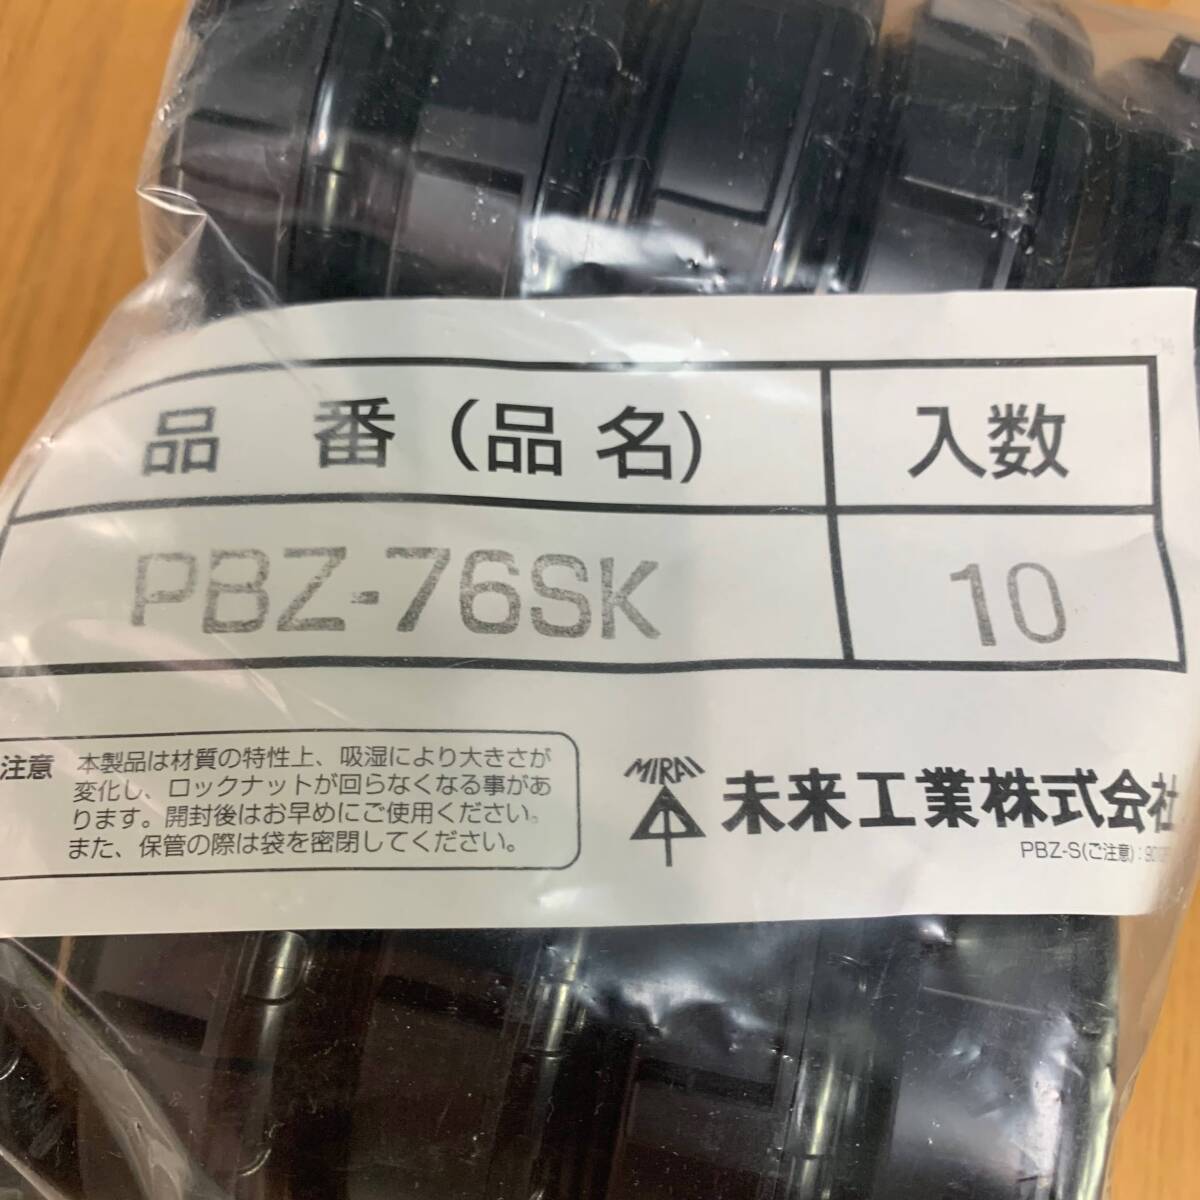 品 番(品 名) 入数
PBZ-76SK 10
注意 本製品は材質の特性上、吸湿により大きさが
変化し、ロックナットが回らなくなる事があ
ります。開封後はお早めにご使用ください。
また、保管の際は袋を密閉してください。
MIRAI
未来工業株式会社
PBZ-S(ご注意):